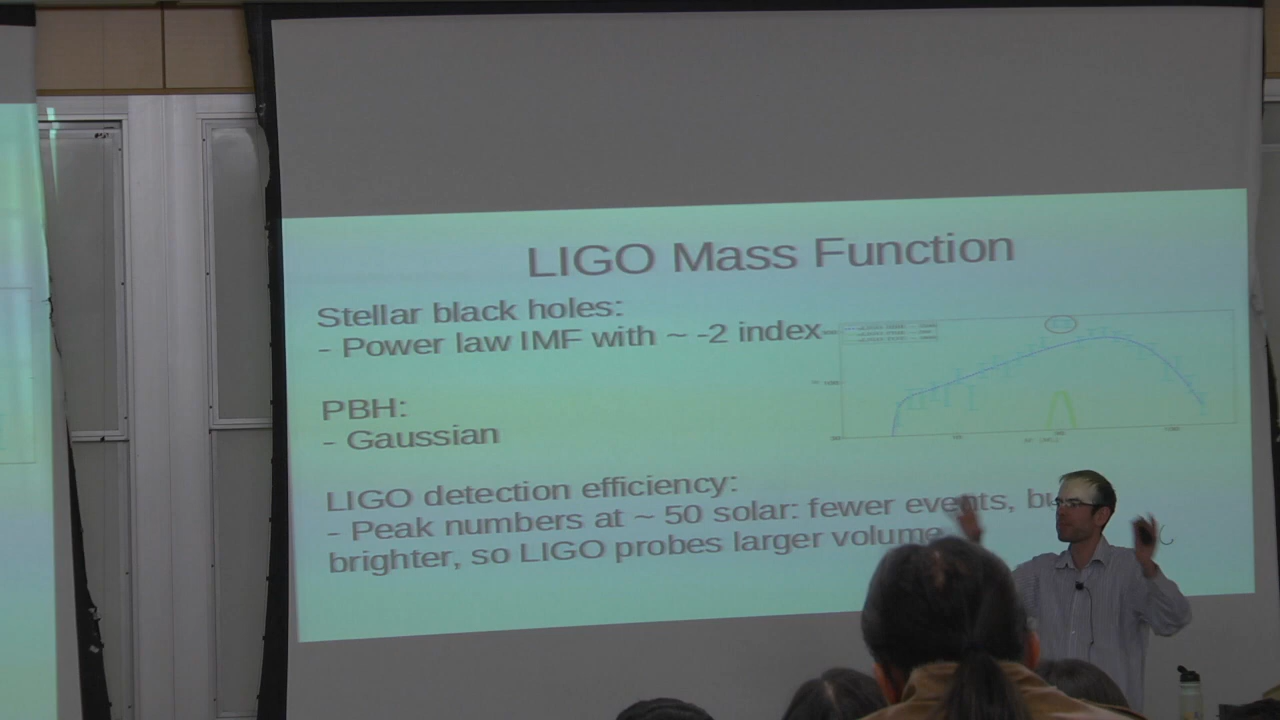 LIGO Mass Function
Stellar black holes:
- Power law IMF with ~ -2 index
PBH:
- Gaussian
LIGO detection efficiency:
- Peak numbers at ~ 50 solar: fewer events, bu
brighter, so LIGO probes larger volume